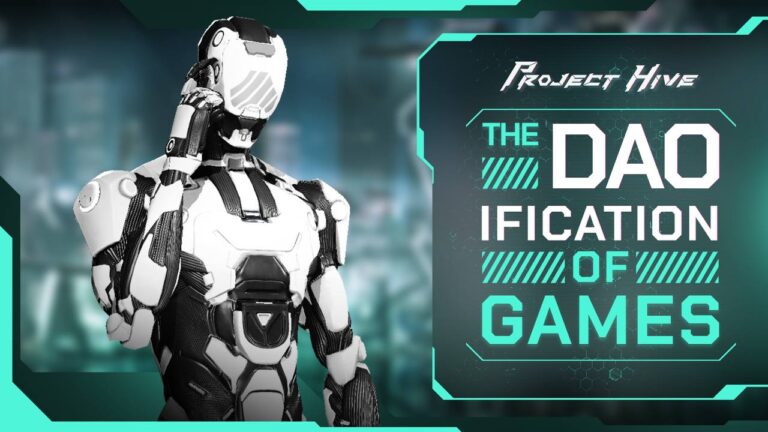 PROJECT HIVE
THE DAO
IFICATION
OF
GAMES